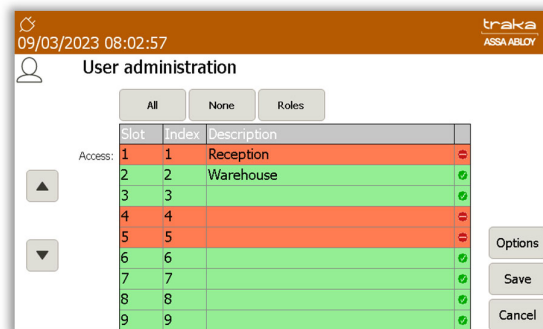 traka
09/03/2023 08:02:57
ASSA ABLOY
User administration
All None Roles
Slot Index Description
Access: 1 1 Reception
2 2 Warehouse
3 3
4 4
5 5
Options
6 6
7 7
Save
8 8
9 9
Cancel